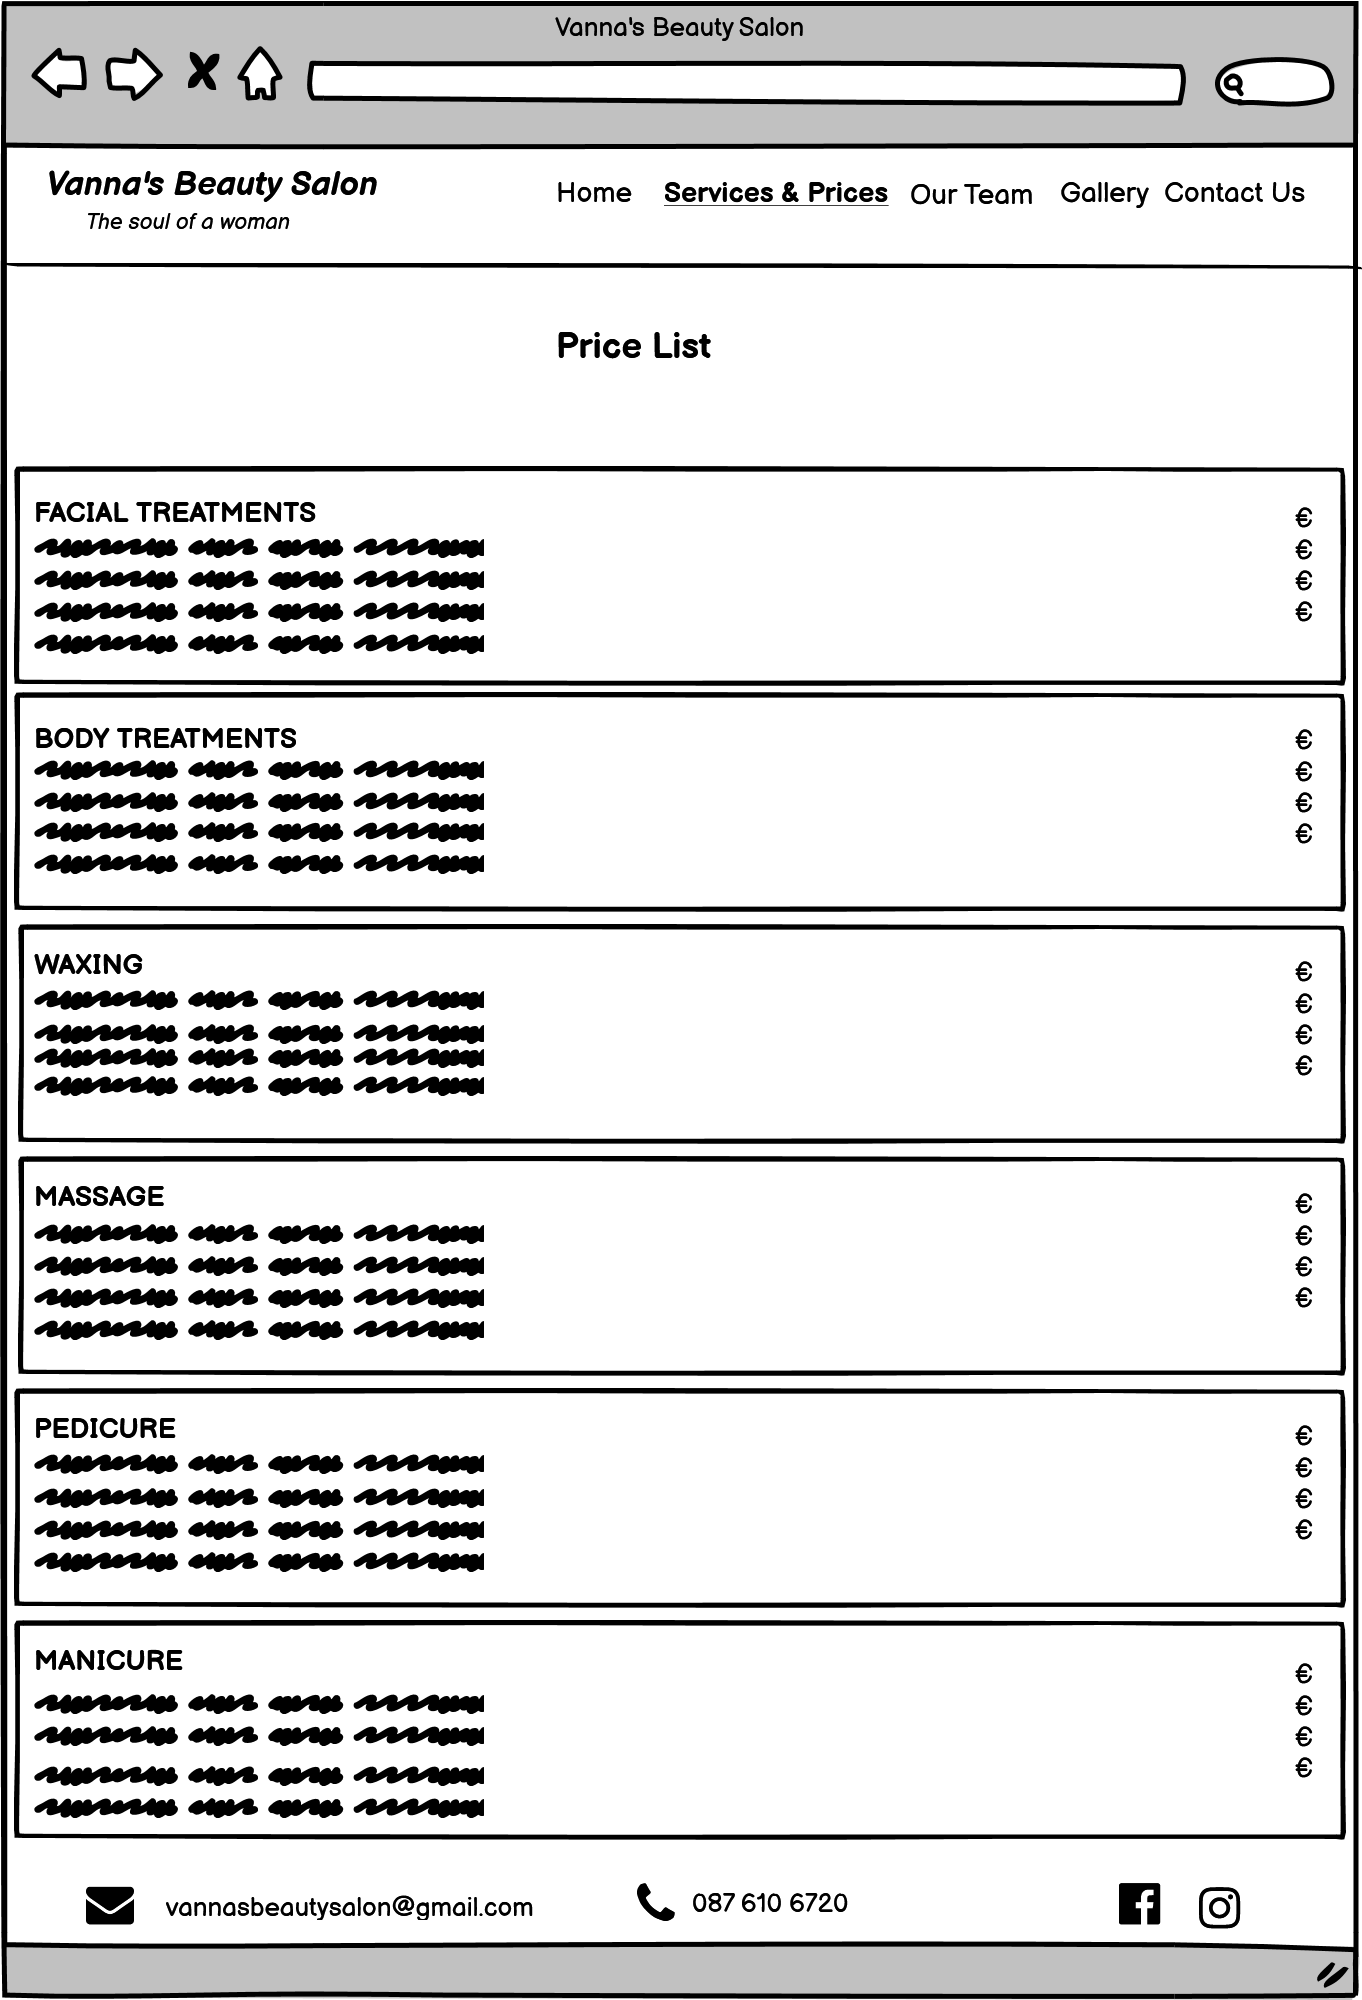 Vanna's Beauty Salon
Vanna's Beauty Salon
The soul of a woman
Home Services & Prices Our Team Gallery Contact Us
Price List
FACIAL TREATMENTS
€
€
€
€
BODY TREATMENTS
€
€
€
€
WAXING
€
€
€
€
MASSAGE
€
€
€
€
PEDICURE
€
€
€
€
MANICURE
€
€
€
€
vannasbeautysalon@gmail.com 087 610 6720